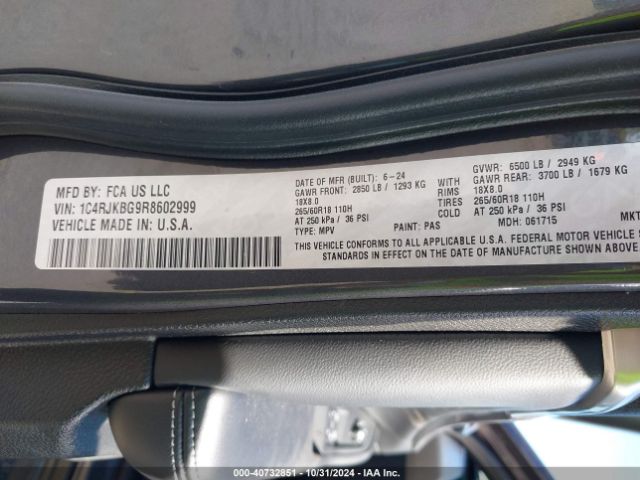 MFD BY: FCA US LLC
VIN: 1C4RJKBG9R8602999
VEHICLE MADE IN: U.S.A.
DATE OF MFR (BUILT): 6-24
GAWR FRONT: 2850 LB / 1293 KG
18X8.0
265/60R18 110H
AT 250 kPa / 36 PSI
TYPE: MPV
PAINT: PAS
WITH
RIMS
TIRES
COLD
GVWR: 6500 LB / 2949 KG
GAWR REAR: 3700 LB / 1679 KG
18X8.0
265/60R18 110H
AT 250 kPa / 36 PSI
MDH: 061715
MKT
THIS VEHICLE CONFORMS TO ALL APPLICABLE U.S.A. FEDERAL MOTOR VEHICLE S
STANDARDS IN EFFECT ON THE DATE OF MANUFACTURE SHOWN ABOVE
© 40732851 - 10/31/2024 - IAA Inc.